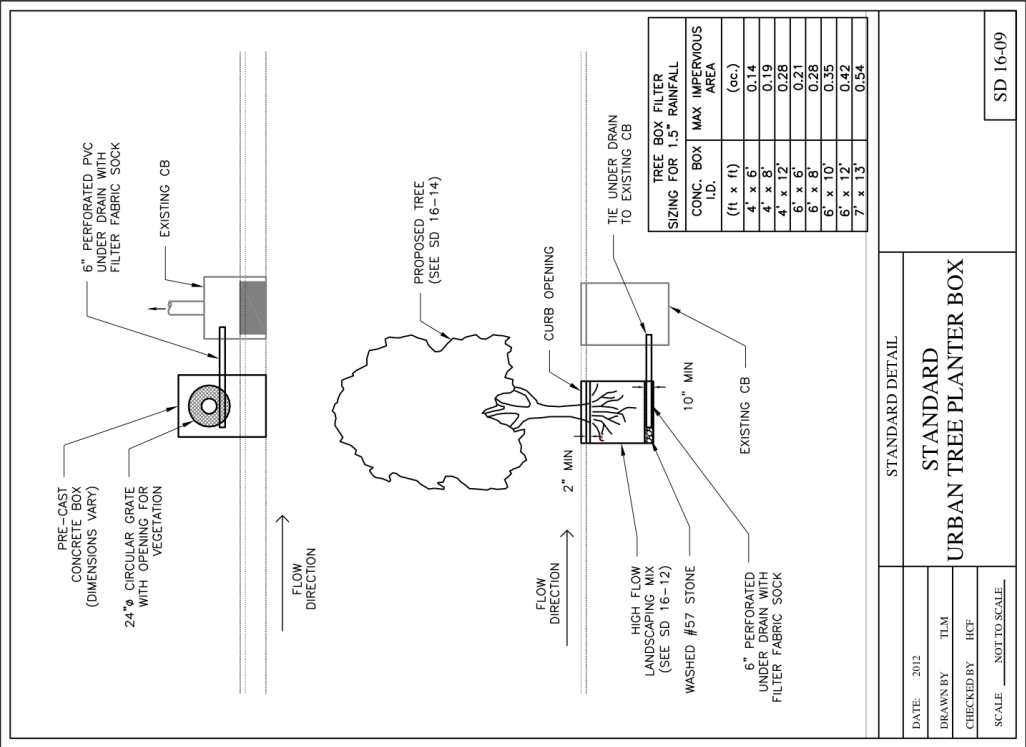 PRE-CAST
CONCRETE BOX
(DIMENSIONS VARY)
24"ø CIRCULAR GRATE
WITH OPENING FOR
VEGETATION
6" PERFORATED PVC
UNDER DRAIN WITH
FILTER FABRIC SOCK
EXISTING CB
FLOW
DIRECTION
PROPOSED TREE
(SEE SD 16-14)
CURB OPENING
FLOW
DIRECTION
2" MIN
TIE UNDER DRAIN
TO EXISTING CB
HIGH FLOW
LANDSCAPING MIX
(SEE SD 16-12)
WASHED #57 STONE
10" MIN
6" PERFORATED
UNDER DRAIN WITH
FILTER FABRIC SOCK
EXISTING CB
TREE BOX FILTER
SIZING FOR 1.5" RAINFALL
CONC. BOX I.D. MAX IMPERVIOUS AREA
(ft x ft) (ac.)
4' x 6' 0.14
4' x 8' 0.19
4' x 12' 0.28
6' x 6' 0.21
6' x 8' 0.28
6' x 10' 0.35
6' x 12' 0.42
7' x 13' 0.54
DATE: 2012
DRAWN BY TLM
CHECKED BY HCF
SCALE NOT TO SCALE
STANDARD DETAIL
STANDARD
URBAN TREE PLANTER BOX
SD 16-09